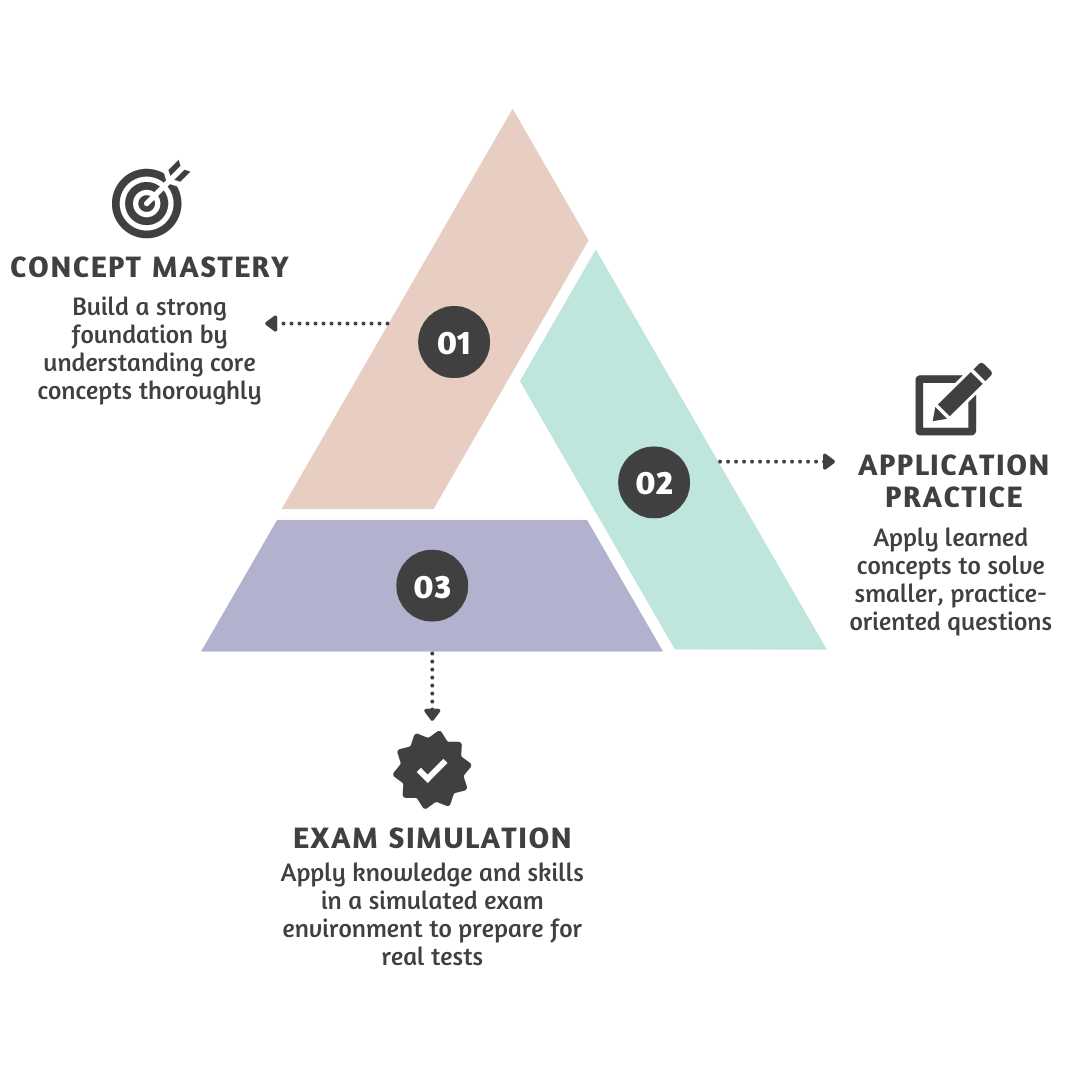 CONCEPT MASTERY
Build a strong
foundation by
understanding core
concepts thoroughly
01
02
APPLICATION
PRACTICE
Apply learned
concepts to solve
smaller, practice-
oriented questions
03
EXAM SIMULATION
Apply knowledge and skills
in a simulated exam
environment to prepare for
real tests